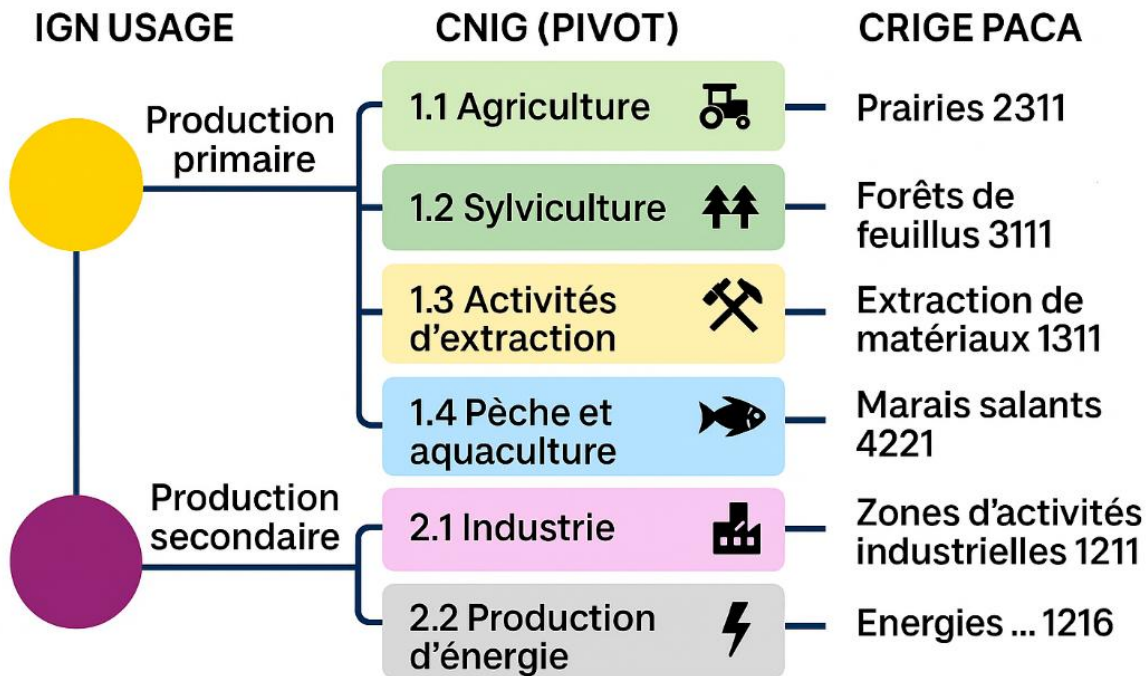 IGN USAGE
CNIG (PIVOT)
CRIGE PACA
Production
primaire
1.1 Agriculture
Prairies 2311
1.2 Sylviculture
Forêts de
feuillus 3111
1.3 Activités
d'extraction
Extraction de
matériaux 1311
1.4 Pèche et
aquaculture
Marais salants
4221
Production
secondaire
2.1 Industrie
Zones d'activités
industrielles 1211
2.2 Production
d'énergie
Energies ... 1216